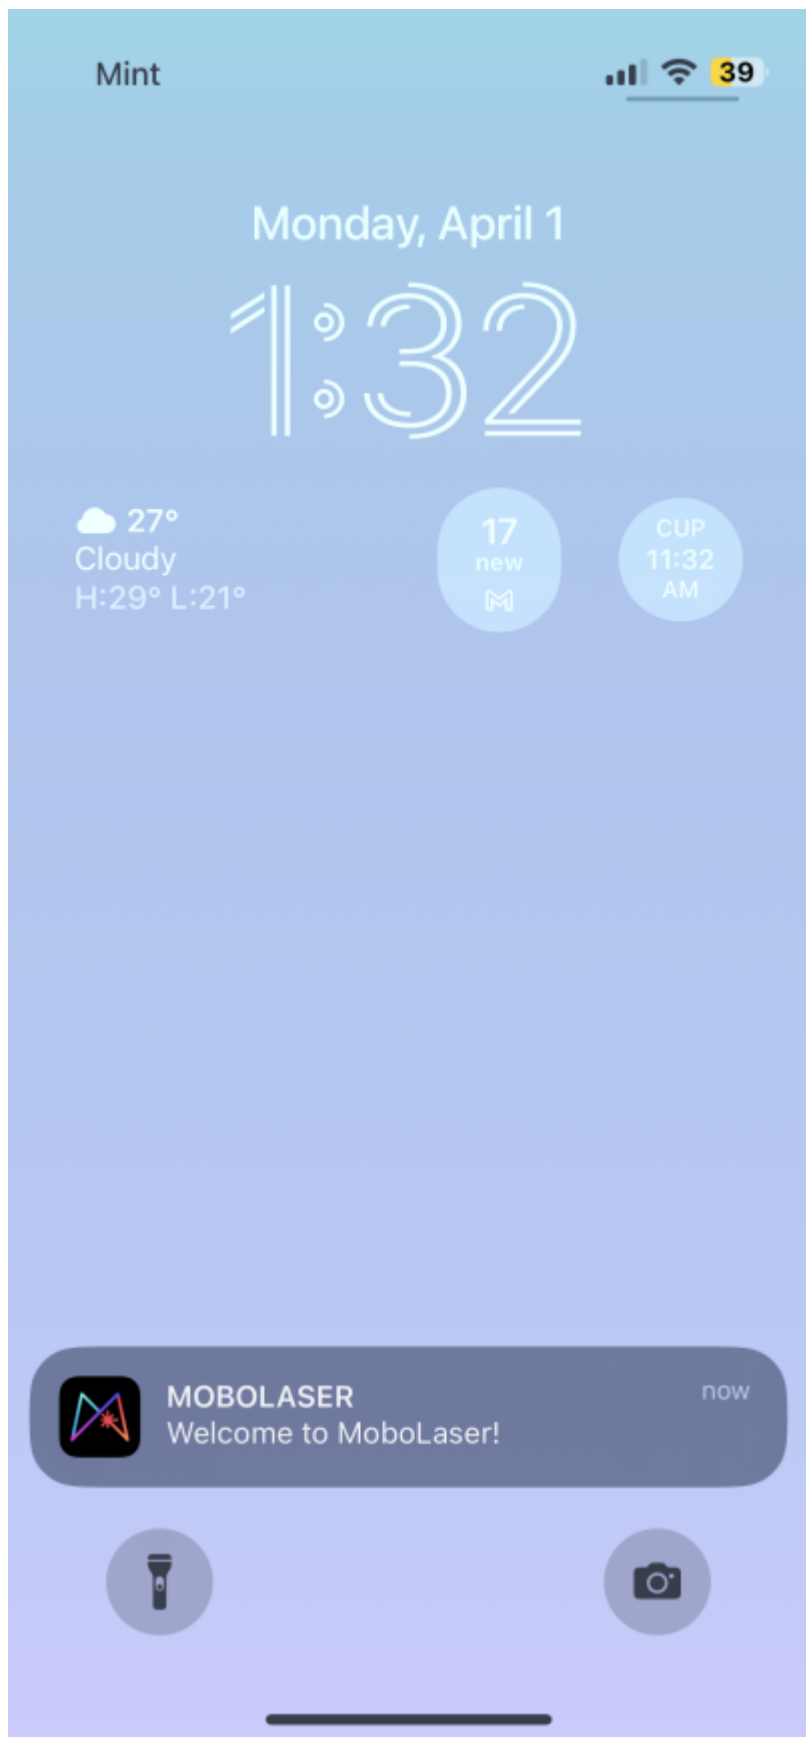 Mint
39
Monday, April 1
1:32
27°
Cloudy
H:29° L:21°
17
new
CUP
11:32
AM
MOBOLASER
now
Welcome to MoboLaser!